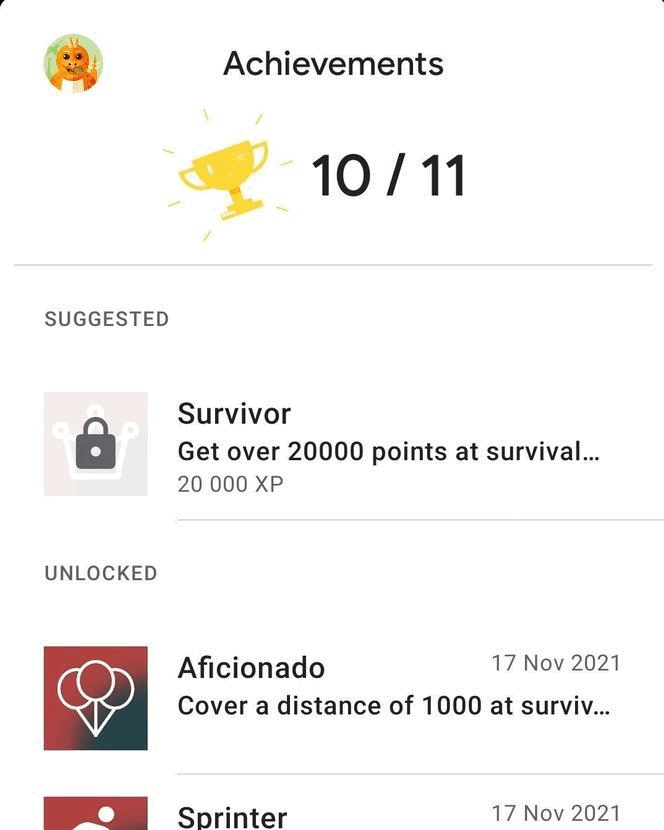 Achievements
10 / 11
SUGGESTED
Survivor
Get over 20000 points at survival...
20 000 XP
UNLOCKED
Aficionado
17 Nov 2021
Cover a distance of 1000 at surviv...
Sprinter
17 Nov 2021